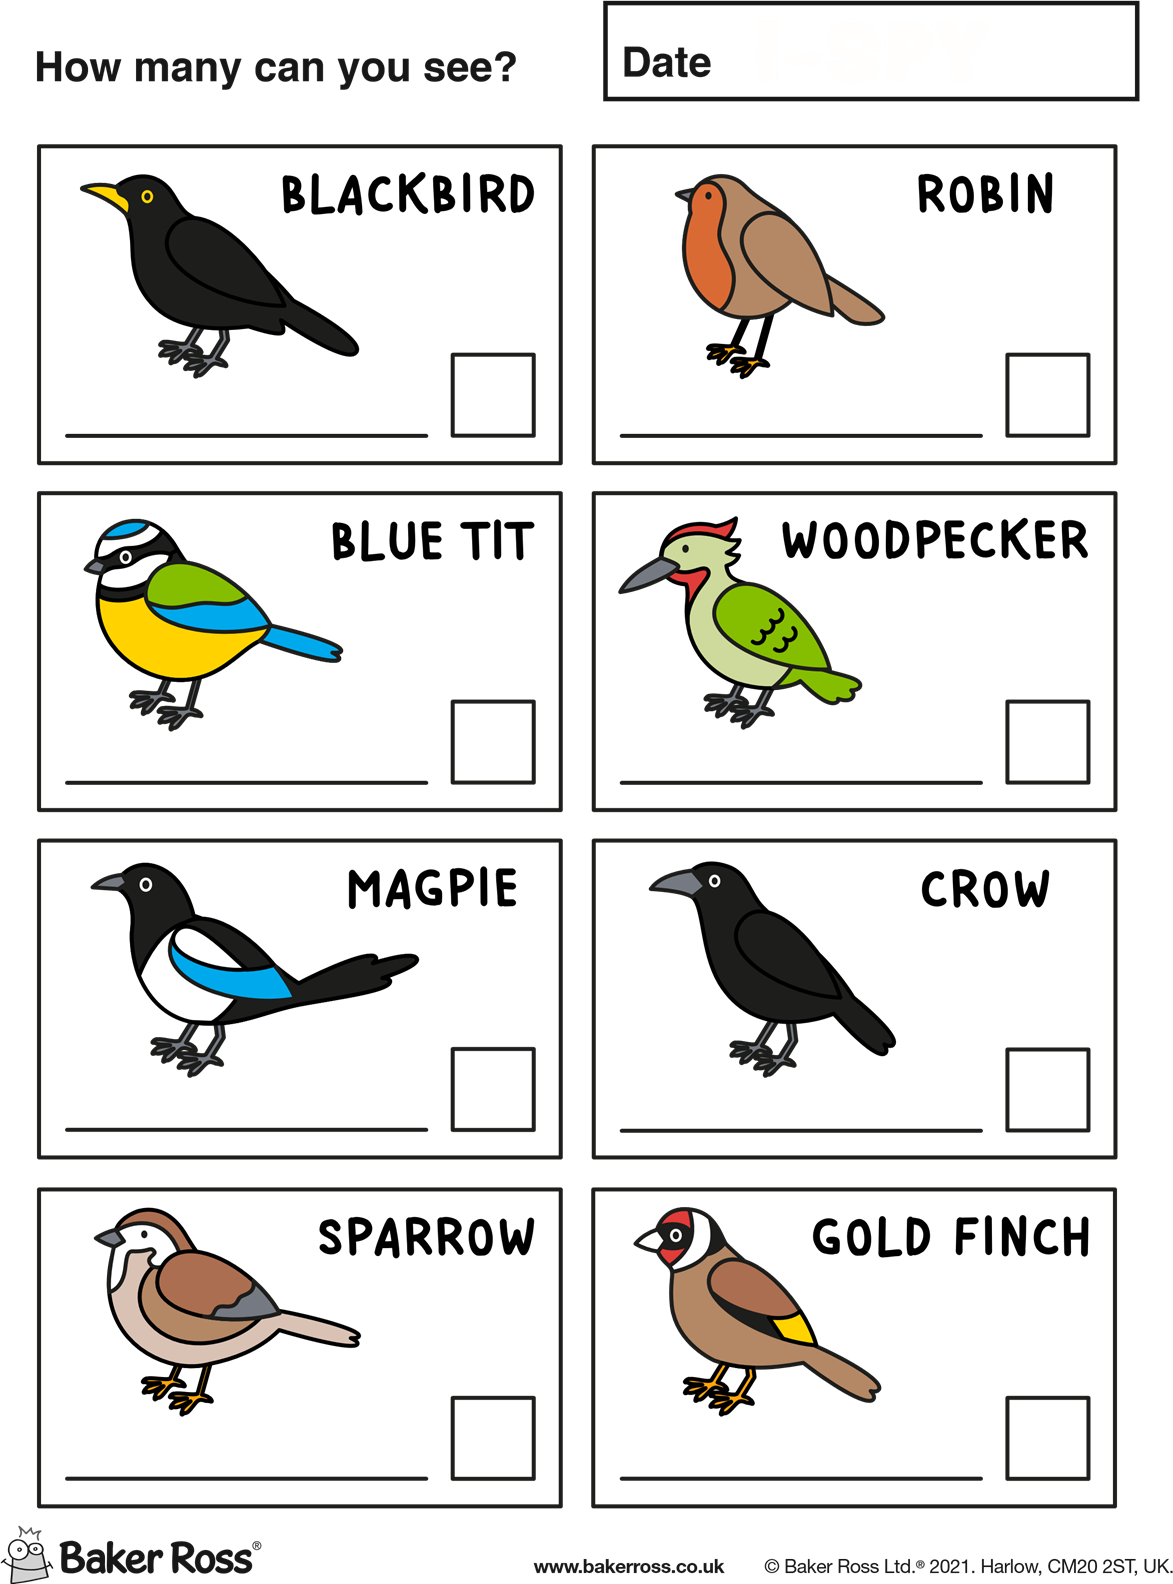 How many can you see?
Date
BLACKBIRD
ROBIN
BLUE TIT
WOODPECKER
MAGPIE
CROW
SPARROW
GOLD FINCH
Baker Ross®
www.bakerross.co.uk
© Baker Ross Ltd.® 2021. Harlow, CM20 2ST, UK.